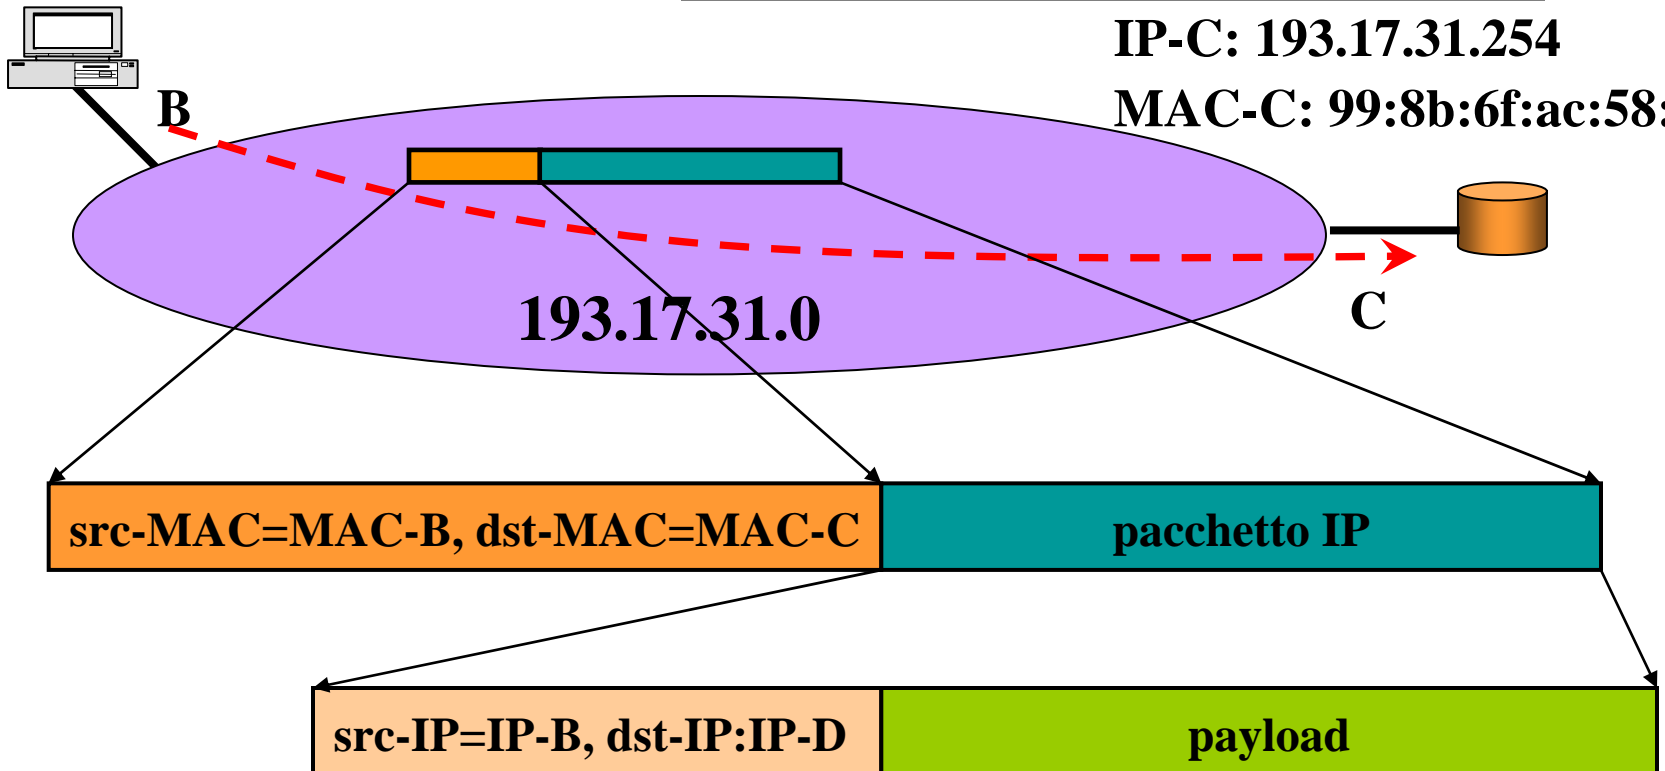 IP-C: 193.17.31.254
B
MAC-C: 99:8b:6f:ac:58:
193.17.31.0
C
src-MAC=MAC-B, dst-MAC=MAC-C
pacchetto IP
src-IP=IP-B, dst-IP:IP-D
payload